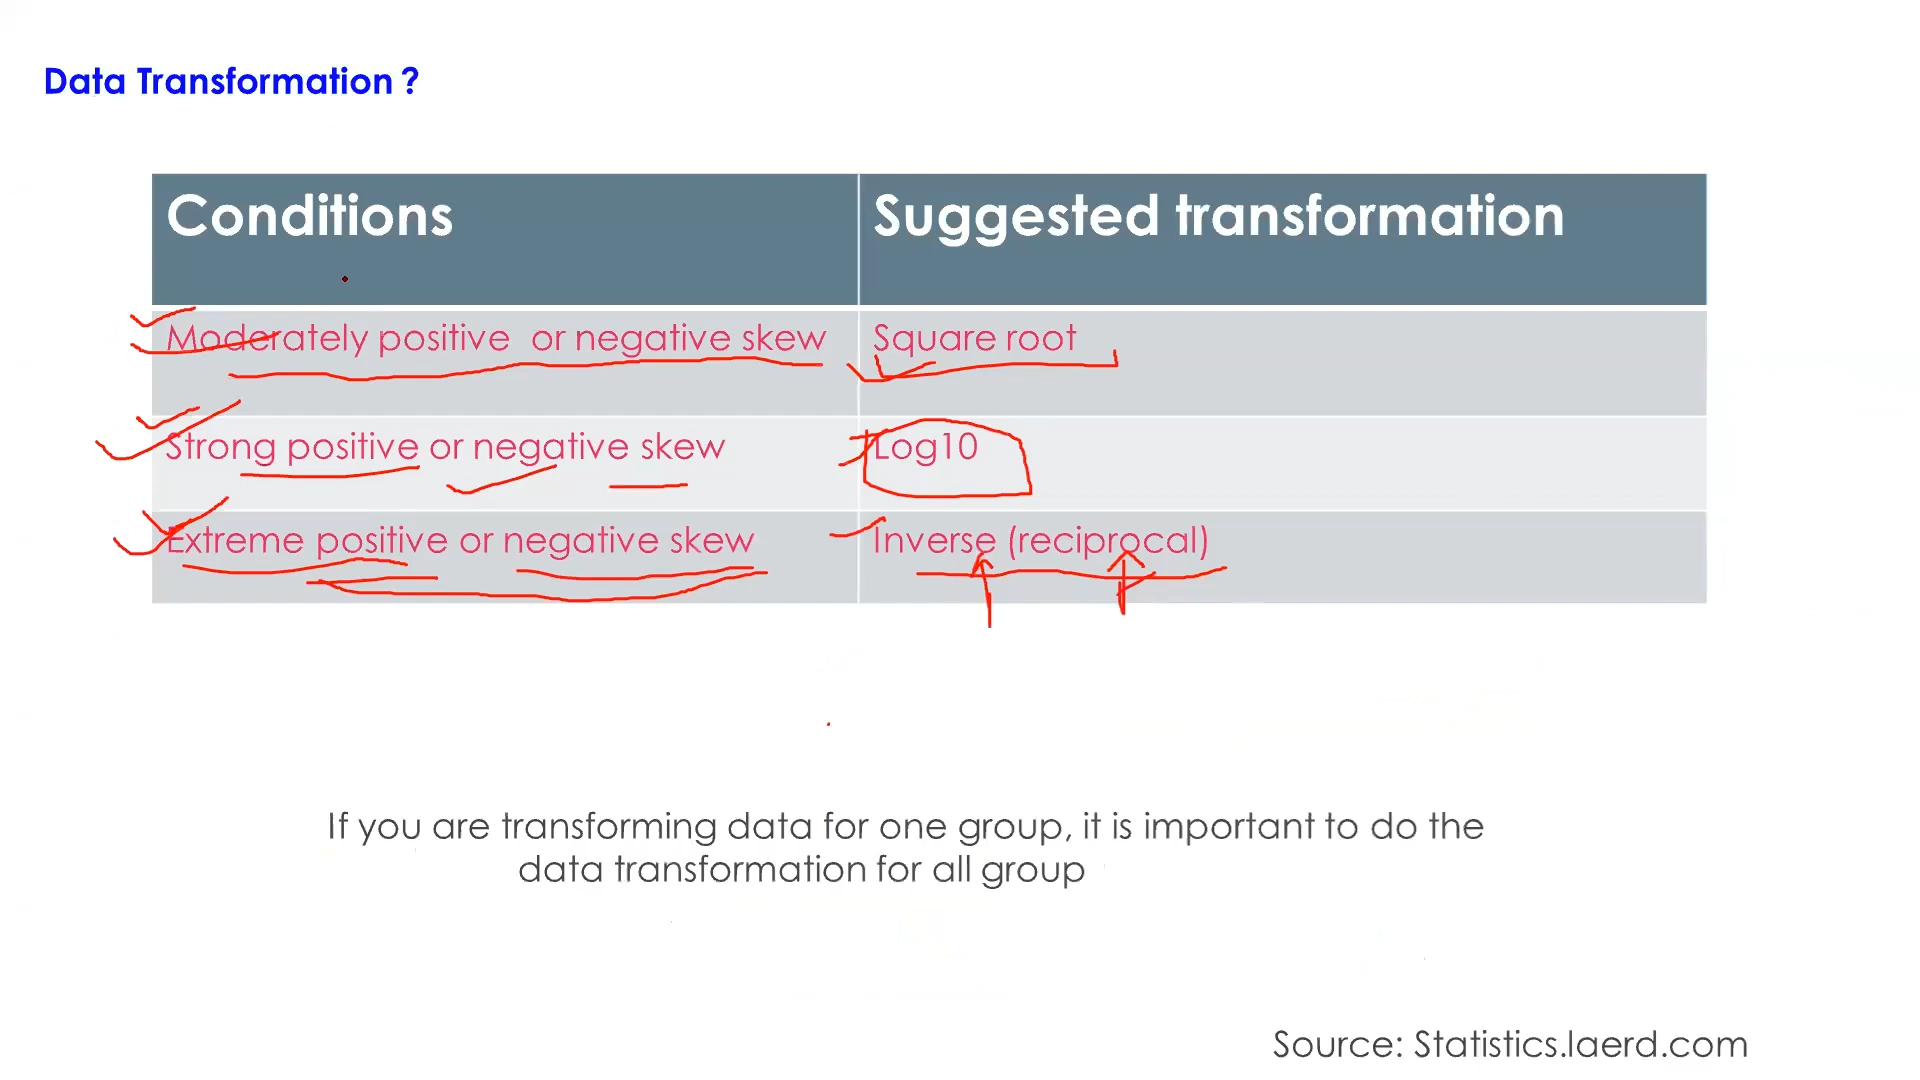 Data Transformation ?
Conditions
Suggested transformation
Moderately positive or negative skew
Square root
Strong positive or negative skew
Log10
Extreme positive or negative skew
Inverse (reciprocal)
If you are transforming data for one group, it is important to do the
data transformation for all group
Source: Statistics.laerd.com